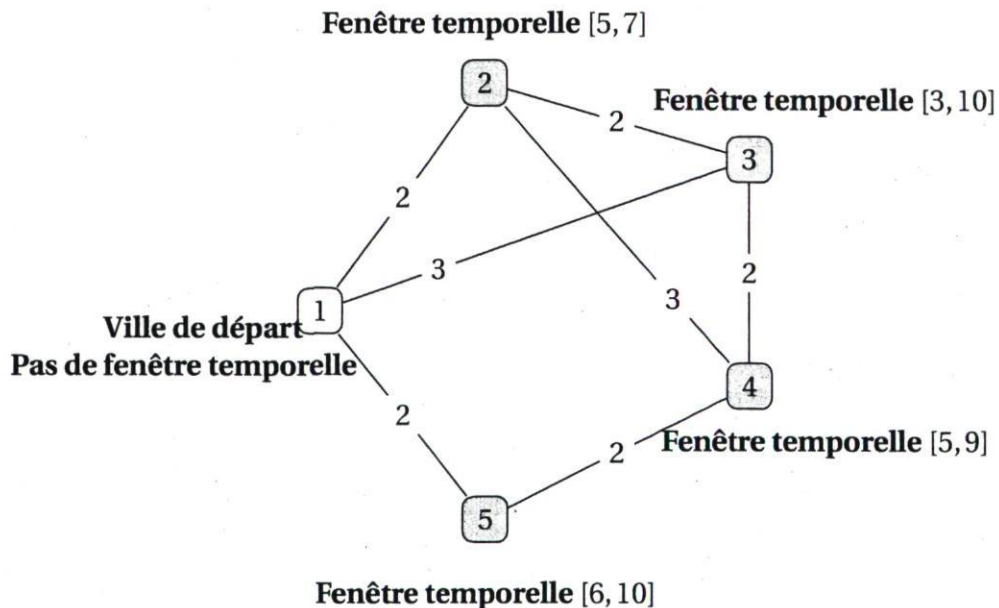 Fenêtre temporelle [5,7]
2
Fenêtre temporelle [3,10]
2
3
2
3
2
3
1
Ville de départ
Pas de fenêtre temporelle
4
2
Fenêtre temporelle [5,9]
2
5
Fenêtre temporelle [6,10]